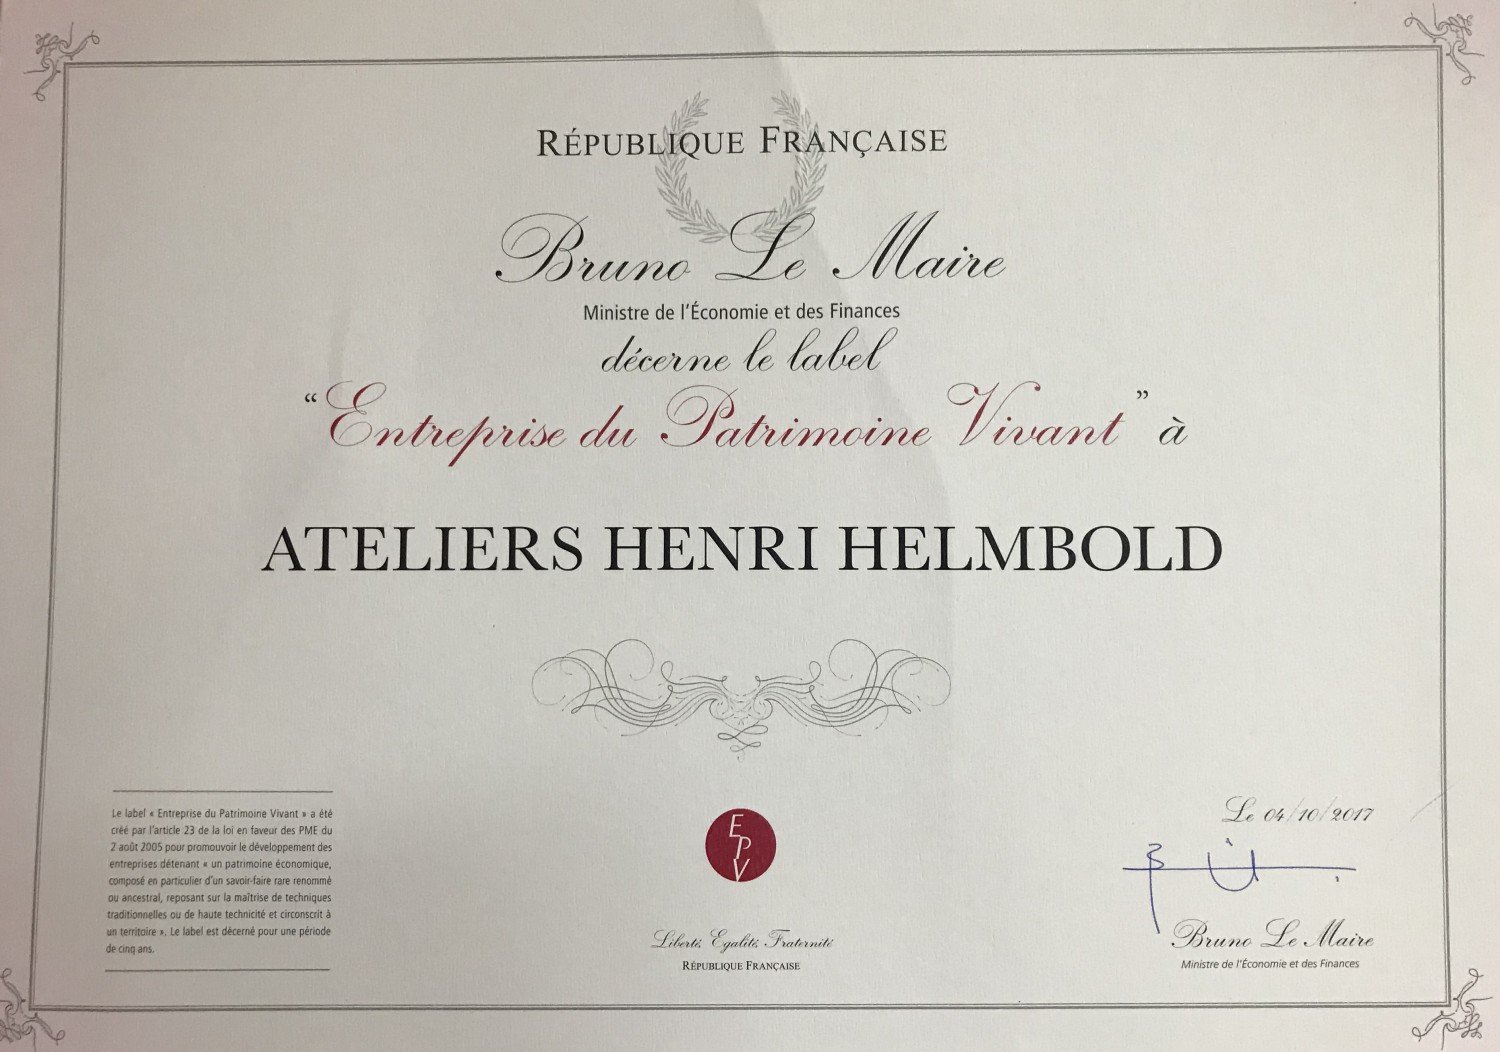 RÉPUBLIQUE FRANÇAISE
Bruno Le Maire
Ministre de l'Économie et des Finances
décerne le label
“Entreprise du Patrimoine Vivant” à
ATELIERS HENRI HELMBOLD
Le label « Entreprise du Patrimoine Vivant » a été
créé par l'article 23 de la loi en faveur des PME du
2 août 2005 pour promouvoir le développement des
entreprises détenant « un patrimoine économique,
composé en particulier d'un savoir-faire rare renommé
ou ancestral, reposant sur la maîtrise de techniques
traditionnelles ou de haute technicité et circonscrit à
un territoire ». Le label est décerné pour une période
de cinq ans.
E
P
V
Liberté, Egalité, Fraternité
RÉPUBLIQUE FRANÇAISE
Le 04/10/2017
Bruno Le Maire
Ministre de l'Économie et des Finances